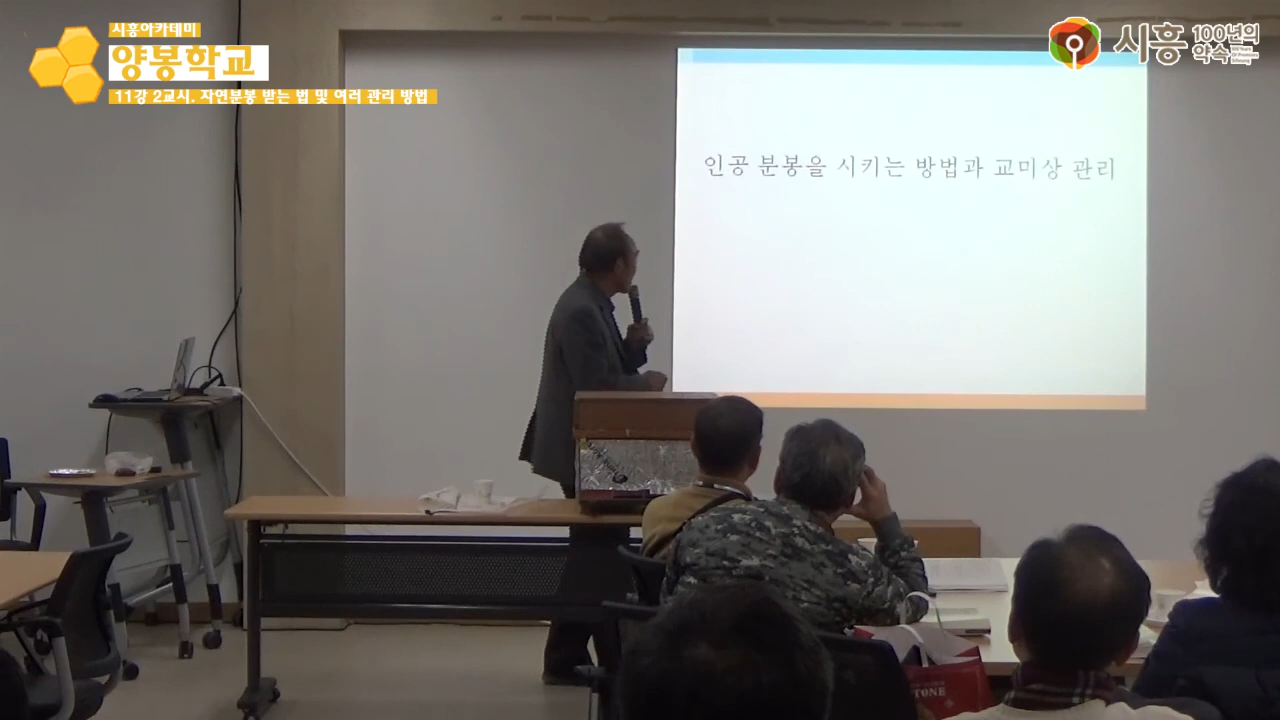 시흥아카데미
양봉학교
11강 2교시. 자연분봉 받는 법 및 여러 관리 방법
시흥
100년의
약속
인공 분봉을 시키는 방법과 교미상 관리
TONE